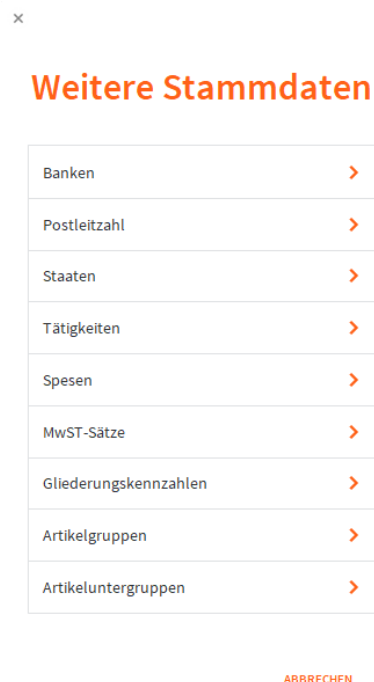 Weitere Stammdaten
Banken
Postleitzahl
Staaten
Tätigkeiten
Spesen
MwST-Sätze
Gliederungskennzahlen
Artikelgruppen
Artikeluntergruppen
ABBRECHEN